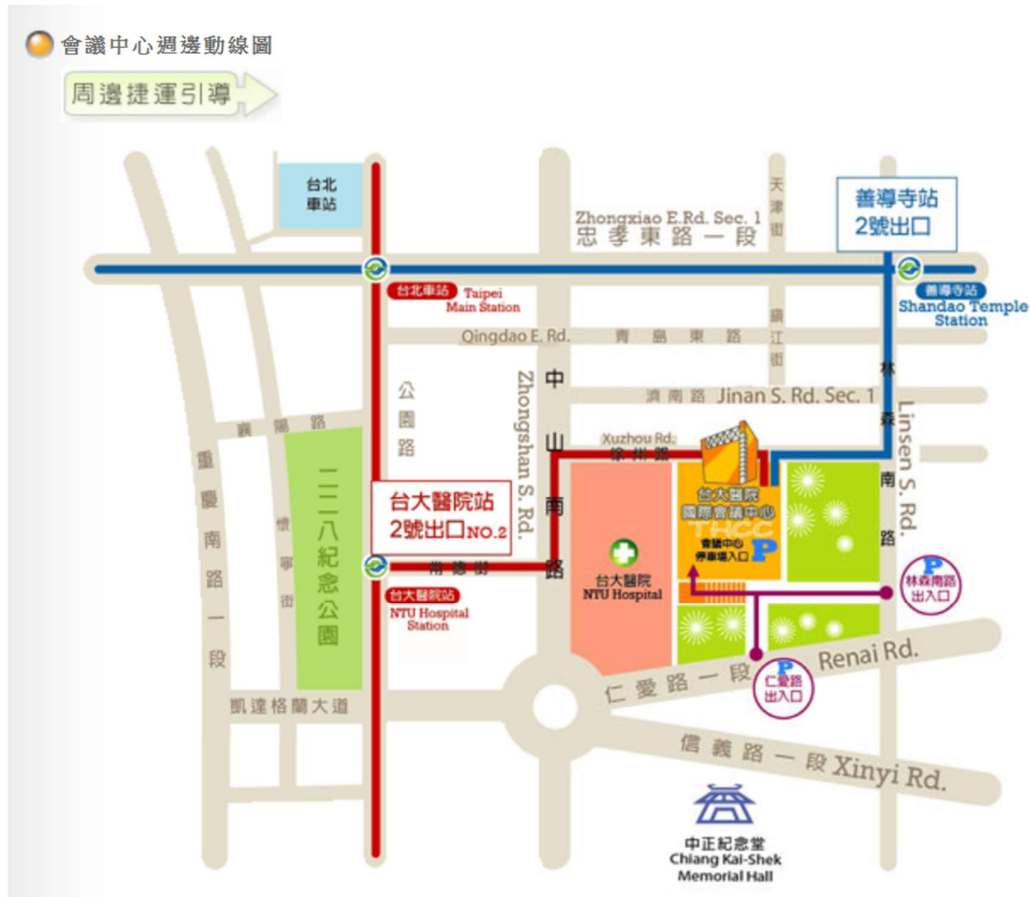 會議中心週邊動線圖
周邊捷運引導
台北
車站
天津街
善導寺站
2號出口
Zhongxiao E.Rd. Sec. 1
忠孝東路一段
台北車站
Taipei
Main Station
善導寺站
Shandao Temple
Station
Qingdao E. Rd.
青島東路
鎮江街
公園路
Zhongshan S. Rd.
中山南路
濟南路 Jinan S. Rd. Sec. 1
林森南路
Linsen S. Rd.
襄陽路
Xuzhou Rd.
徐州路
重慶南路一段
懷寧街
二二八紀念公園
台大醫院站
2號出口NO.2
台大醫院
國際會議中心
THCC
會議中心
停車場入口
P
常德街
台大醫院站
NTU Hospital
Station
台大醫院
NTU Hospital
P
林森南路
出入口
P
仁愛路
出入口
仁愛路一段 Renai Rd.
凱達格蘭大道
信義路一段 Xinyi Rd.
中正紀念堂
Chiang Kai-Shek
Memorial Hall